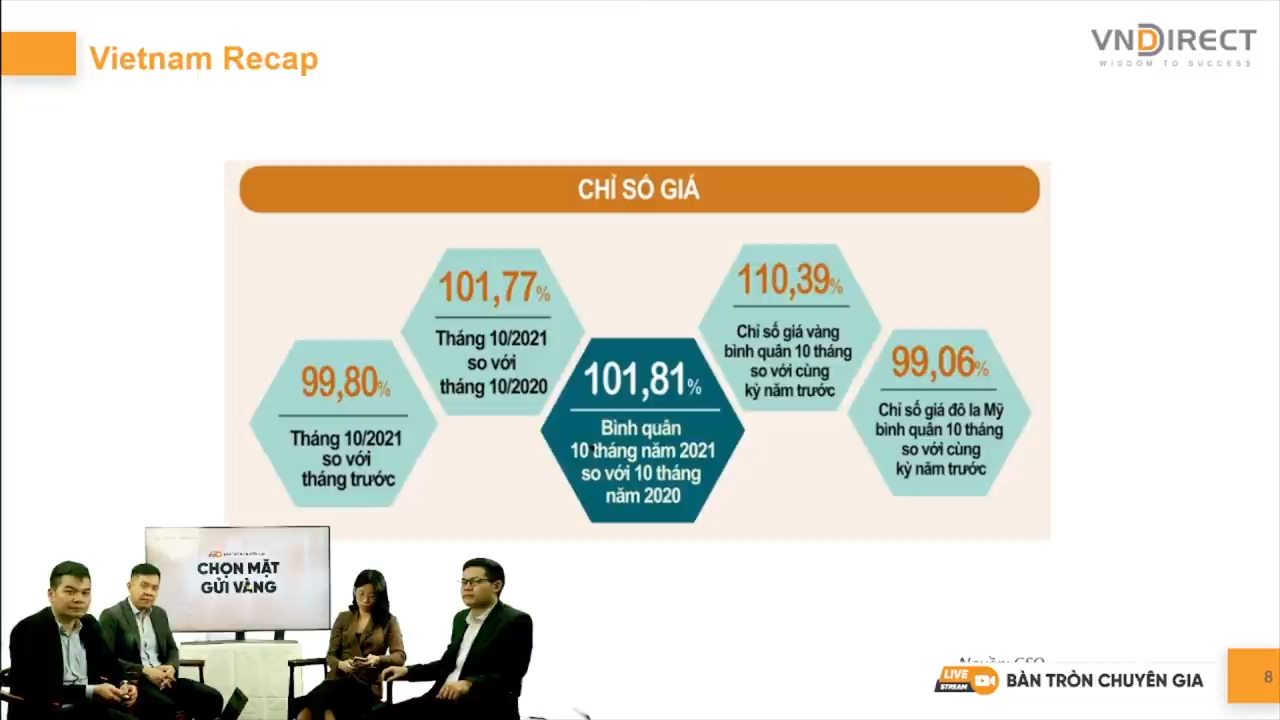 Vietnam Recap
VNDIRECT
WISDOM TO SUCCESS
CHỈ SỐ GIÁ
99,80%
Tháng 10/2021
so với
tháng trước
101,77%
Tháng 10/2021
so với
tháng 10/2020
101,81%
Bình quân
10 tháng năm 2021
so với 10 tháng
năm 2020
110,39%
Chỉ số giá vàng
bình quân 10 tháng
so với cùng
kỳ năm trước
99,06%
Chỉ số giá đô la Mỹ
bình quân 10 tháng
so với cùng
kỳ năm trước
CHỌN MẶT
GỬI VÀNG
LIVE
STREAM
BÀN TRÒN CHUYÊN GIA
8